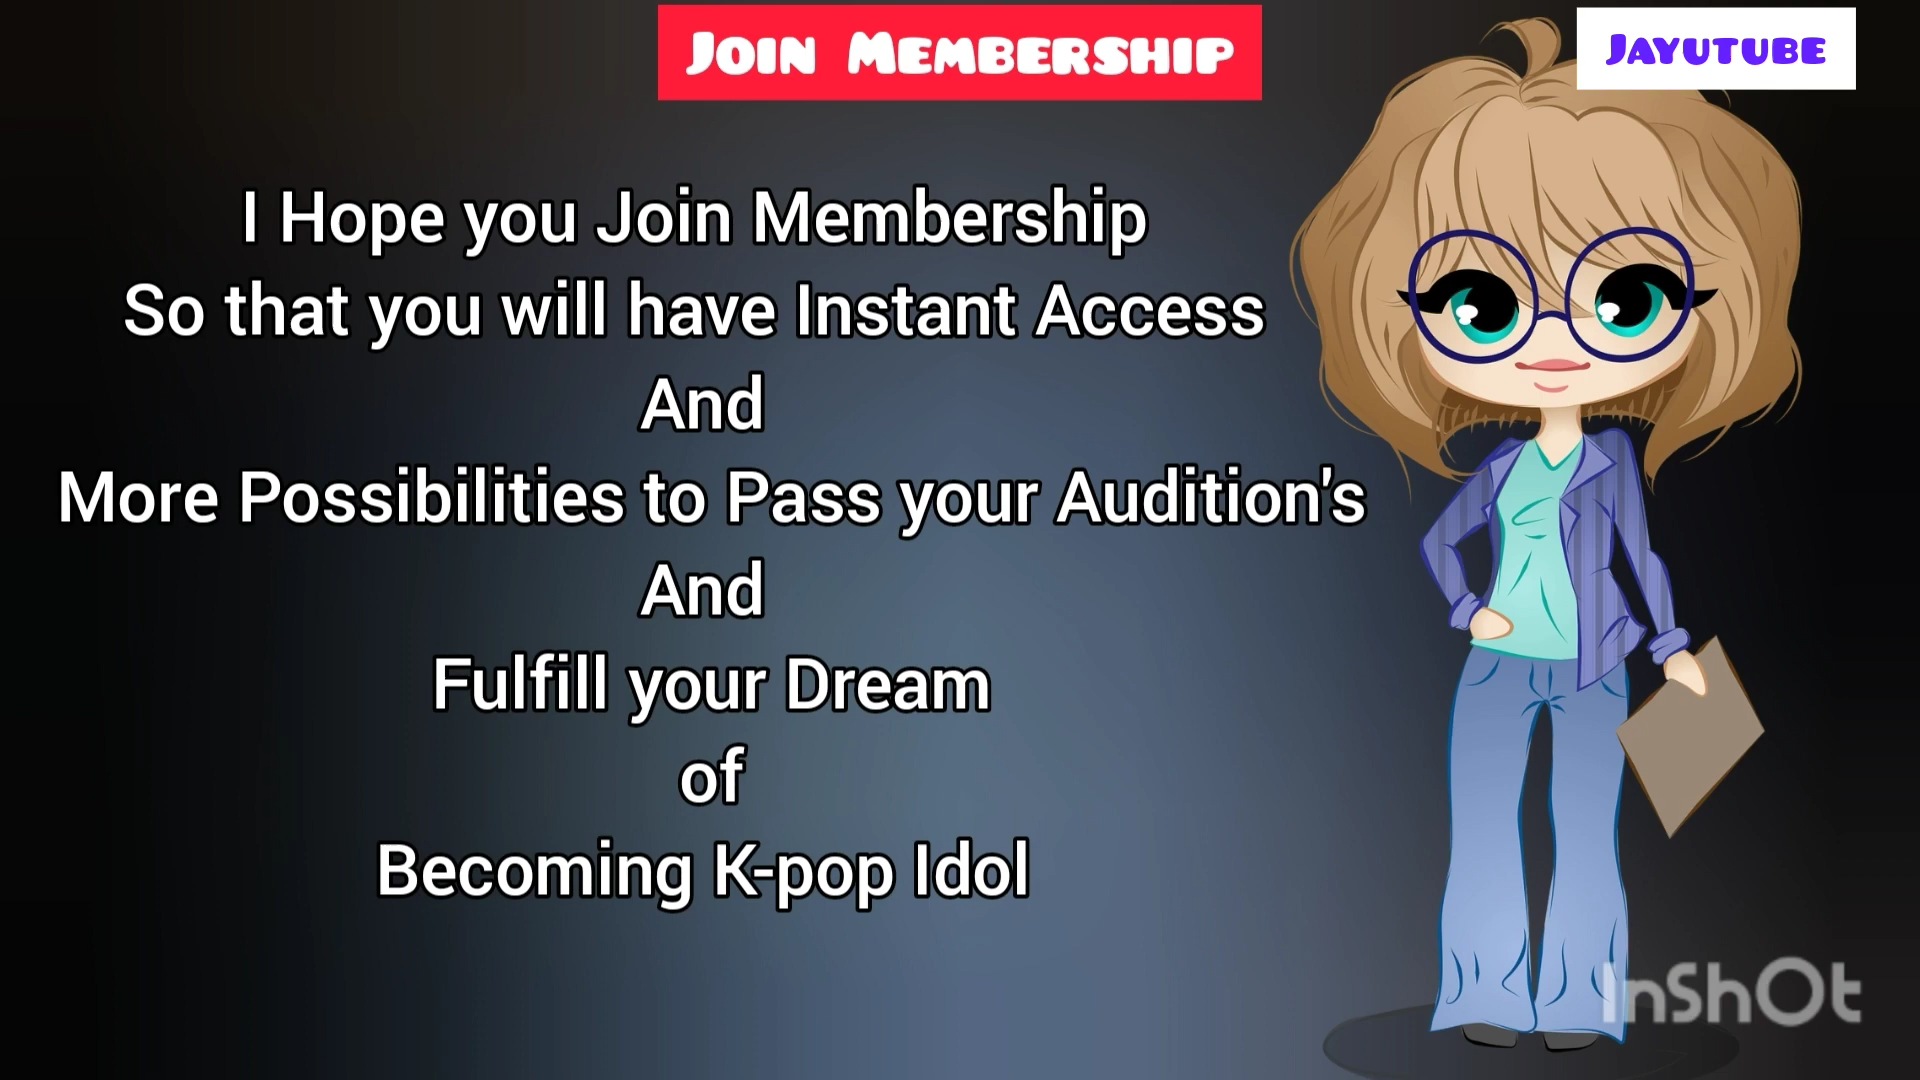 Join Membership
Jayutube
I Hope you Join Membership
So that you will have Instant Access
And
More Possibilities to Pass your Audition's
And
Fulfill your Dream
of
Becoming K-pop Idol
InShOt